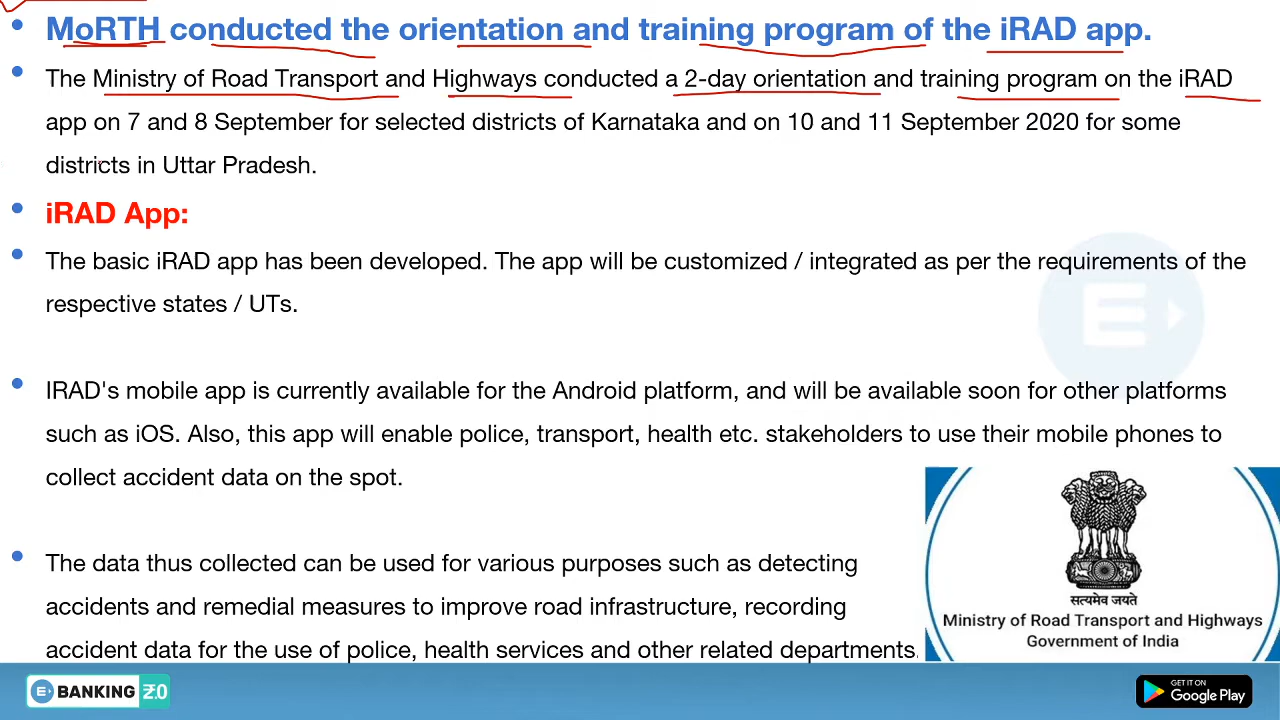 MoRTH conducted the orientation and training program of the iRAD app.
The Ministry of Road Transport and Highways conducted a 2-day orientation and training program on the iRAD
app on 7 and 8 September for selected districts of Karnataka and on 10 and 11 September 2020 for some
districts in Uttar Pradesh.
iRAD App:
The basic iRAD app has been developed. The app will be customized / integrated as per the requirements of the
respective states / UTs.
IRAD's mobile app is currently available for the Android platform, and will be available soon for other platforms
such as iOS. Also, this app will enable police, transport, health etc. stakeholders to use their mobile phones to
collect accident data on the spot.
The data thus collected can be used for various purposes such as detecting
accidents and remedial measures to improve road infrastructure, recording
accident data for the use of police, health services and other related departments.
सत्यमेव जयते
Ministry of Road Transport and Highways
Government of India
E BANKING 2.0
GET IT ON
Google Play